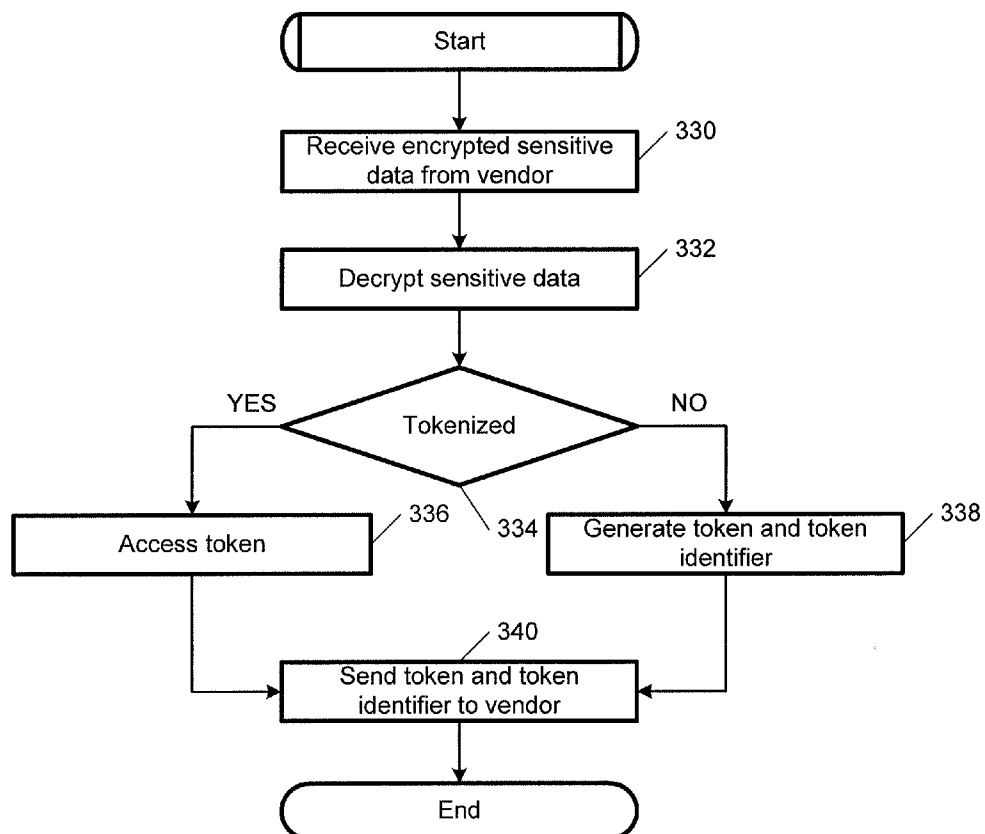 Start
330
Receive encrypted sensitive
data from vendor
332
Decrypt sensitive data
YES
NO
Tokenized
336
334
338
Access token
Generate token and token
identifier
340
Send token and token
identifier to vendor
End